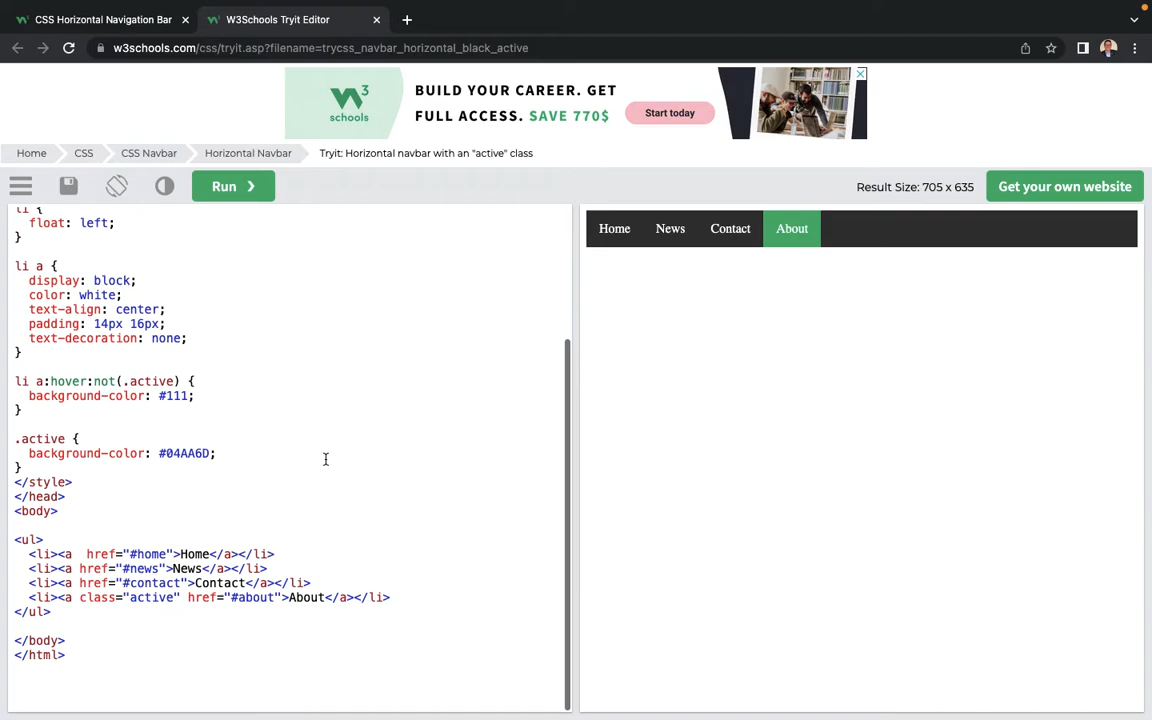 CSS Horizontal Navigation Bar
W3Schools Tryit Editor
w3schools.com/css/tryit.asp?filename=trycss_navbar_horizontal_black_active
3
schools
BUILD YOUR CAREER. GET
FULL ACCESS. SAVE 770$
Start today
Home CSS CSS Navbar Horizontal Navbar Tryit: Horizontal navbar with an "active" class
Run ❯
Result Size: 705 x 635
Get your own website
li {
  float: left;
}
li a {
  display: block;
  color: white;
  text-align: center;
  padding: 14px 16px;
  text-decoration: none;
}
li a:hover:not(.active) {
  background-color: #111;
}
.active {
  background-color: #04AA6D;
}
</style>
</head>
<body>
<ul>
  <li><a  href="#home">Home</a></li>
  <li><a href="#news">News</a></li>
  <li><a href="#contact">Contact</a></li>
  <li><a class="active" href="#about">About</a></li>
</ul>
</body>
</html>
Home News Contact About